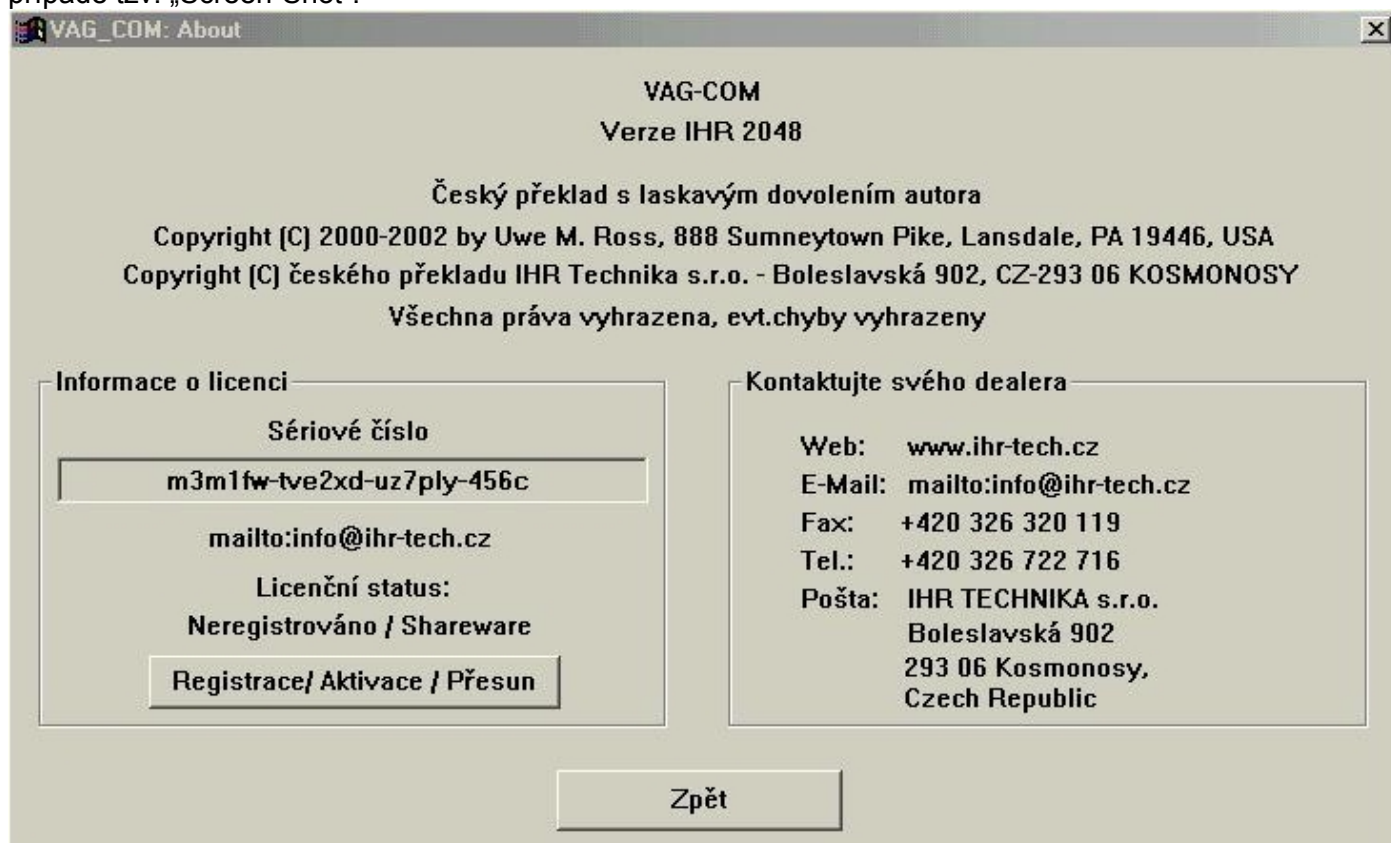 případě tzv. „Screen Shot“.
VAG_COM: About
VAG-COM
Verze IHR 2048
Český překlad s laskavým dovolením autora
Copyright (C) 2000-2002 by Uwe M. Ross, 888 Sumneytown Pike, Lansdale, PA 19446, USA
Copyright (C) českého překladu IHR Technika s.r.o. - Boleslavská 902, CZ-293 06 KOSMONOSY
Všechna práva vyhrazena, evt.chyby vyhrazeny
Informace o licenci
Sériové číslo
m3m1fw-tve2xd-uz7ply-456c
mailto:info@ihr-tech.cz
Licenční status:
Neregistrováno / Shareware
Registrace/ Aktivace / Přesun
Kontaktujte svého dealera
Web: www.ihr-tech.cz
E-Mail: mailto:info@ihr-tech.cz
Fax: +420 326 320 119
Tel.: +420 326 722 716
Pošta: IHR TECHNIKA s.r.o.
Boleslavská 902
293 06 Kosmonosy,
Czech Republic
Zpět